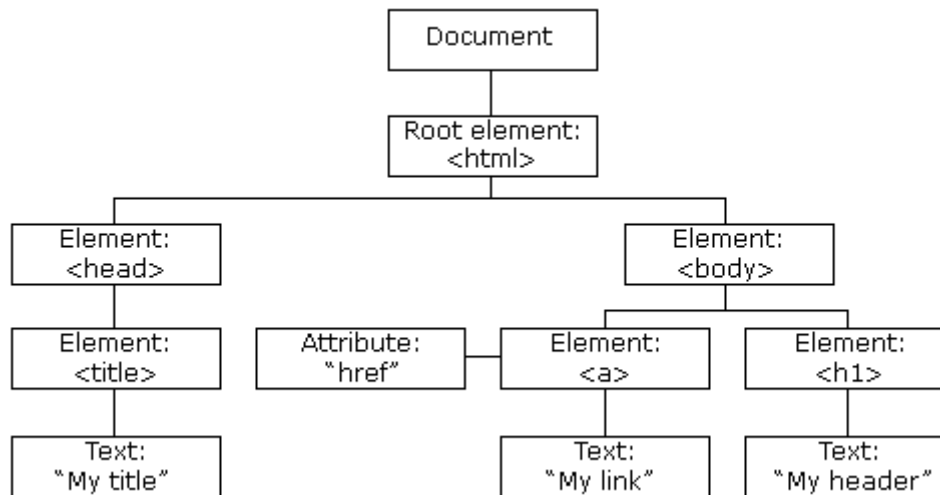 Document
Root element:
<html>
Element:
<head>
Element:
<body>
Element:
<title>
Attribute:
“href”
Element:
<a>
Element:
<h1>
Text:
“My title”
Text:
“My link”
Text:
“My header”